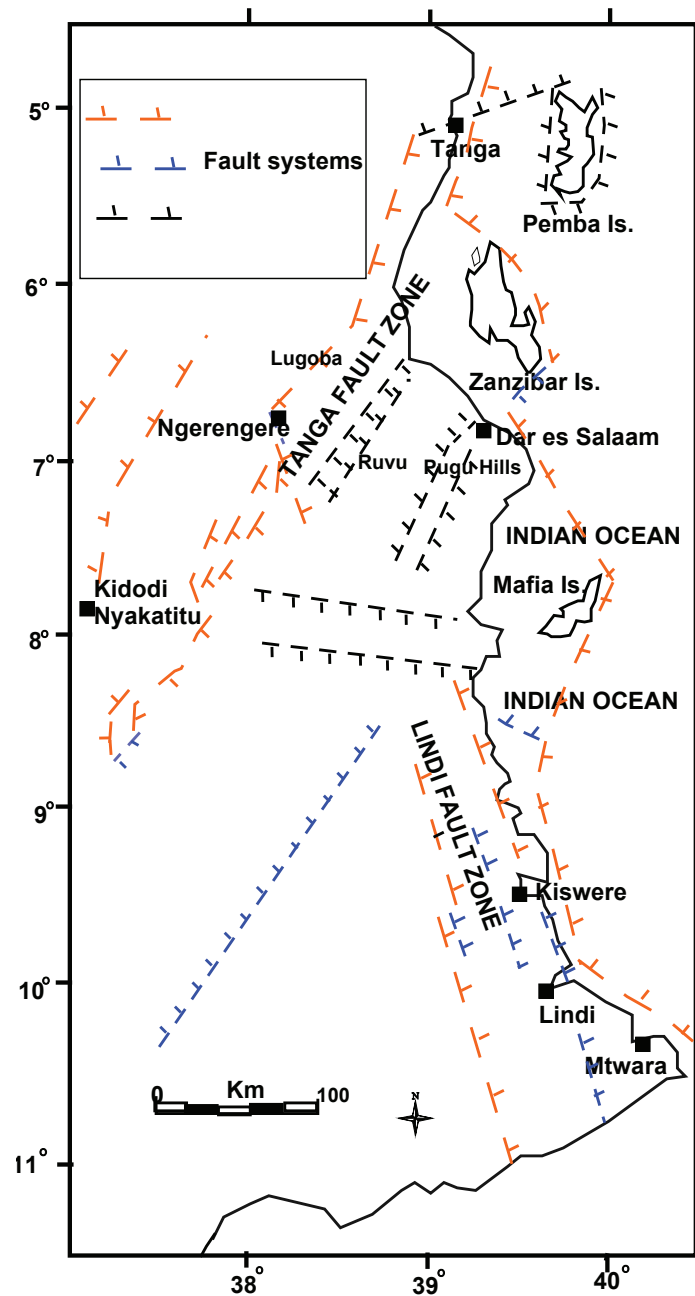 5°
Fault systems
Tanga
Pemba Is.
6°
TANGA FAULT ZONE
Lugoba
Zanzibar Is.
Ngerengere
Dar es Salaam
7°
Ruvu
Pugu Hills
INDIAN OCEAN
Kidodi
Nyakatitu
Mafia Is.
8°
INDIAN OCEAN
LINDI FAULT ZONE
9°
Kiswere
10°
Lindi
Mtwara
0 Km 100
N
11°
38° 39° 40°